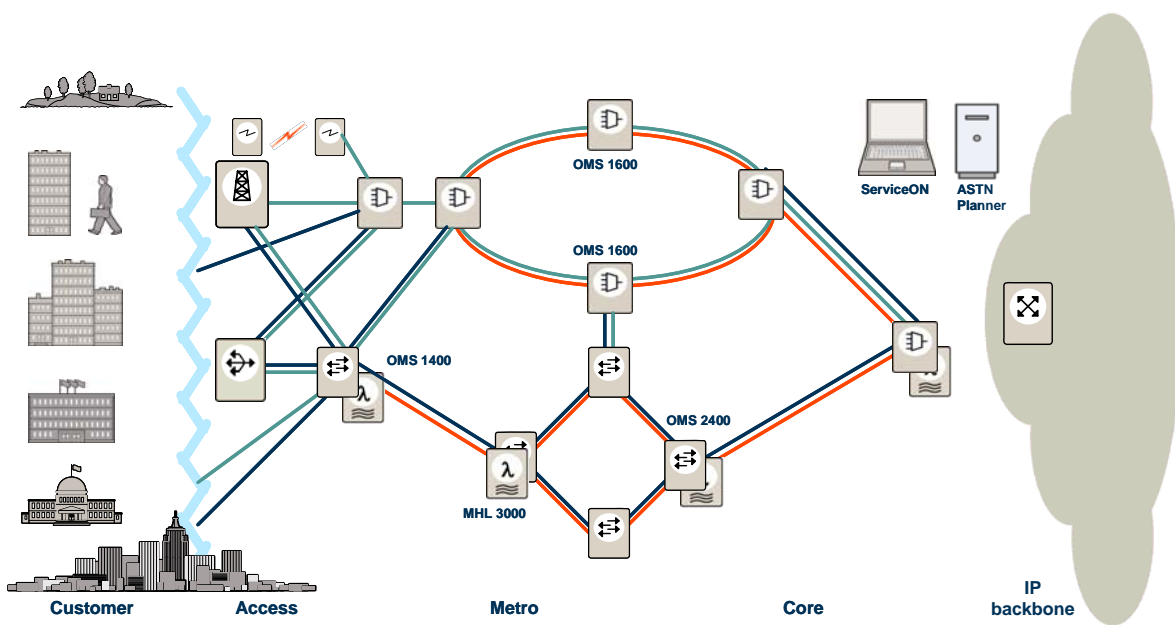 OMS 1600
ServiceON
ASTN
Planner
OMS 1600
OMS 1400
OMS 2400
λ
λ
MHL 3000
Customer
Access
Metro
Core
IP
backbone